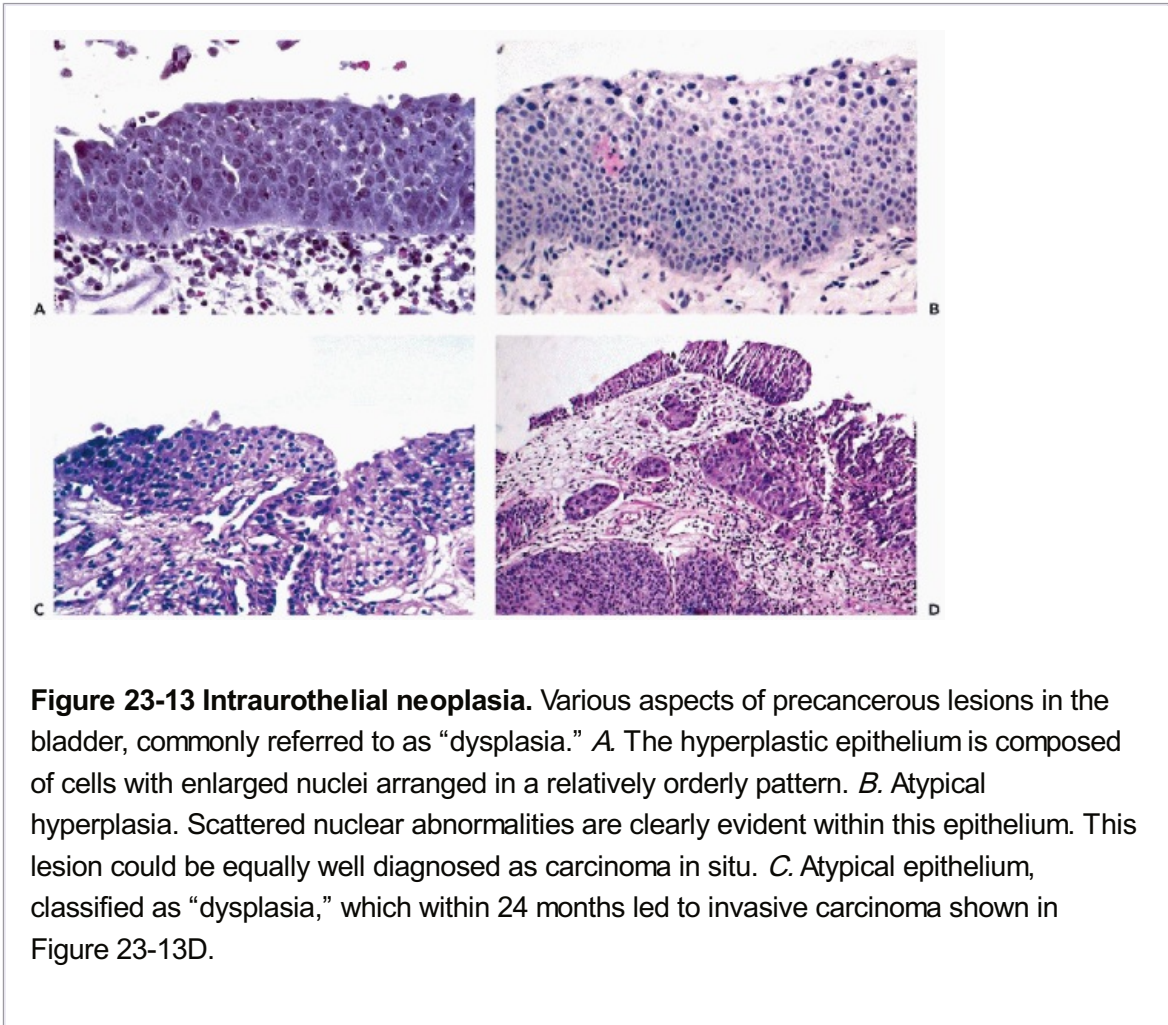 A
B
C
D
Figure 23-13 Intraurothelial neoplasia. Various aspects of precancerous lesions in the
bladder, commonly referred to as “dysplasia.” A. The hyperplastic epithelium is composed
of cells with enlarged nuclei arranged in a relatively orderly pattern. B. Atypical
hyperplasia. Scattered nuclear abnormalities are clearly evident within this epithelium. This
lesion could be equally well diagnosed as carcinoma in situ. C. Atypical epithelium,
classified as “dysplasia,” which within 24 months led to invasive carcinoma shown in
Figure 23-13D.